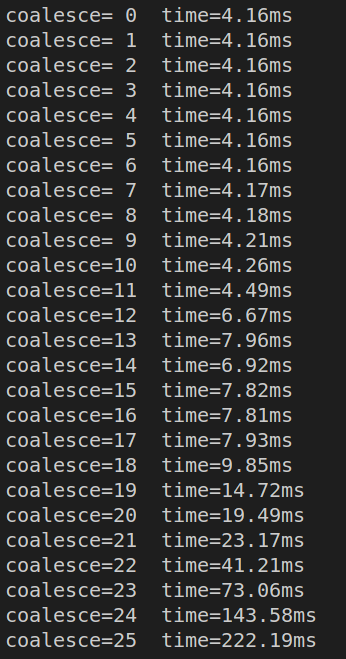 coalesce= 0  time=4.16ms
coalesce= 1  time=4.16ms
coalesce= 2  time=4.16ms
coalesce= 3  time=4.16ms
coalesce= 4  time=4.16ms
coalesce= 5  time=4.16ms
coalesce= 6  time=4.16ms
coalesce= 7  time=4.17ms
coalesce= 8  time=4.18ms
coalesce= 9  time=4.21ms
coalesce=10  time=4.26ms
coalesce=11  time=4.49ms
coalesce=12  time=6.67ms
coalesce=13  time=7.96ms
coalesce=14  time=6.92ms
coalesce=15  time=7.82ms
coalesce=16  time=7.81ms
coalesce=17  time=7.93ms
coalesce=18  time=9.85ms
coalesce=19  time=14.72ms
coalesce=20  time=19.49ms
coalesce=21  time=23.17ms
coalesce=22  time=41.21ms
coalesce=23  time=73.06ms
coalesce=24  time=143.58ms
coalesce=25  time=222.19ms